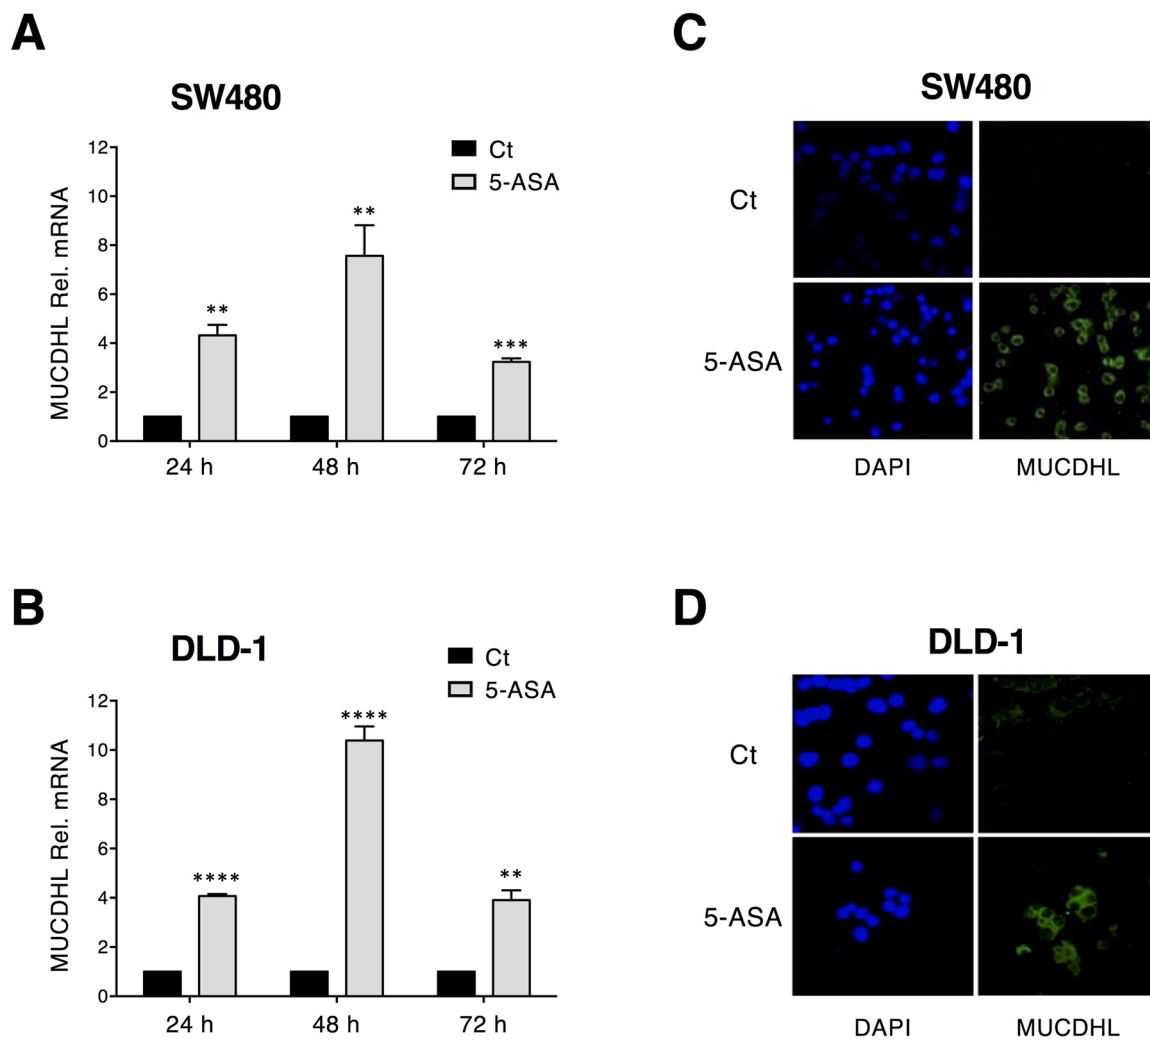 A
SW480
MUCDHL Rel. mRNA
12
10
8
6
4
2
0
Ct
5-ASA
**
**
***
24 h 48 h 72 h
C
SW480
Ct
5-ASA
DAPI MUCDHL
B
DLD-1
MUCDHL Rel. mRNA
12
10
8
6
4
2
0
Ct
5-ASA
****
****
**
24 h 48 h 72 h
D
DLD-1
Ct
5-ASA
DAPI MUCDHL